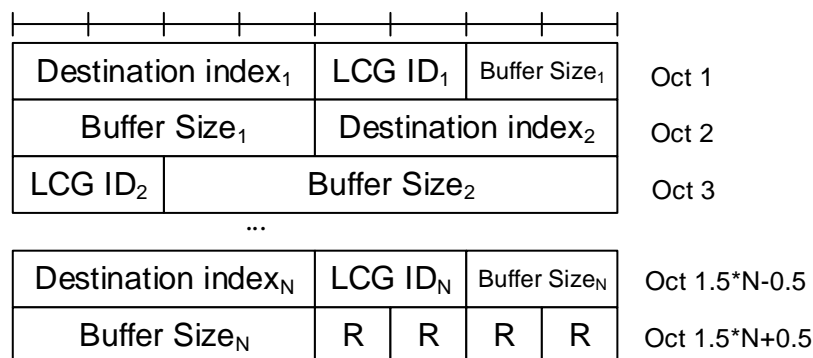 Destination index₁ LCG ID₁ Buffer Size₁ Oct 1
Buffer Size₁ Destination index₂ Oct 2
LCG ID₂ Buffer Size₂ Oct 3
...
Destination indexN LCG IDN Buffer SizeN Oct 1.5*N-0.5
Buffer SizeN R R R R Oct 1.5*N+0.5